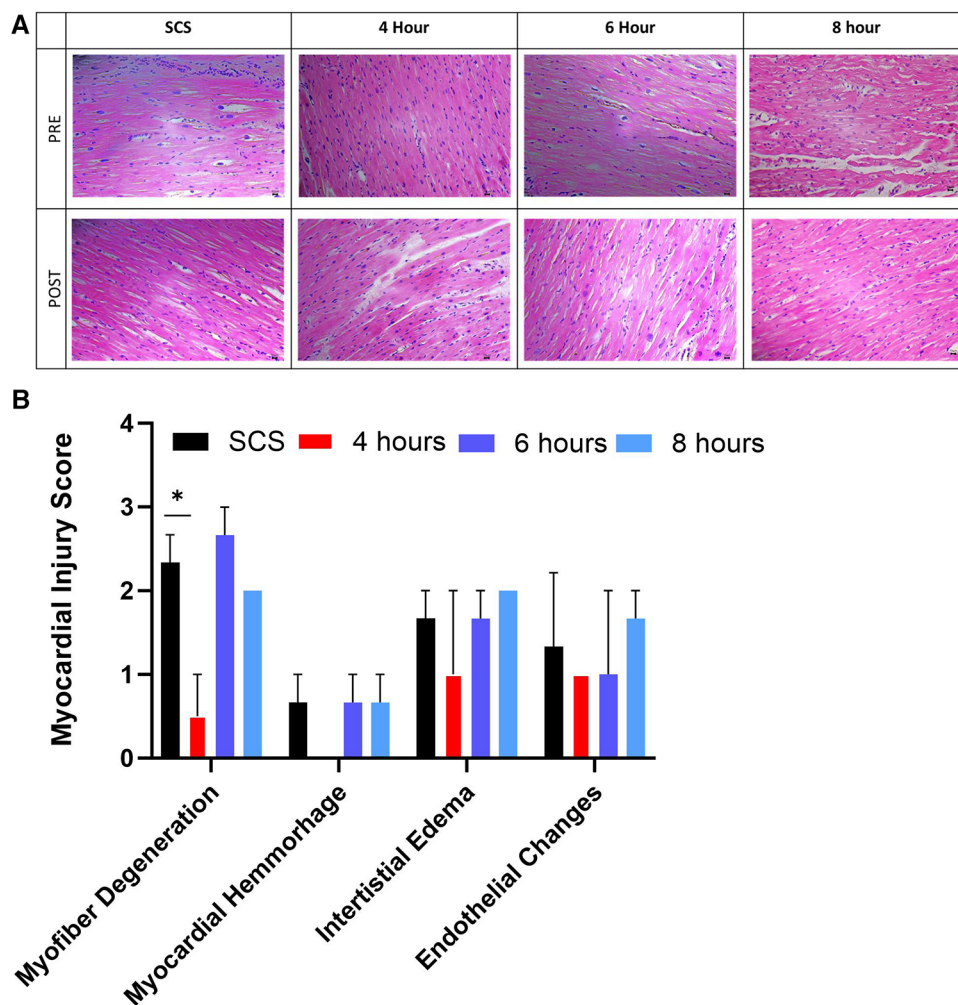 A
SCS 4 Hour 6 Hour 8 hour
PRE
POST
B
Myocardial Injury Score
4
3
2
1
0
SCS 4 hours 6 hours 8 hours
*
Myofiber Degeneration
Myocardial Hemmorhage
Intertistial Edema
Endothelial Changes